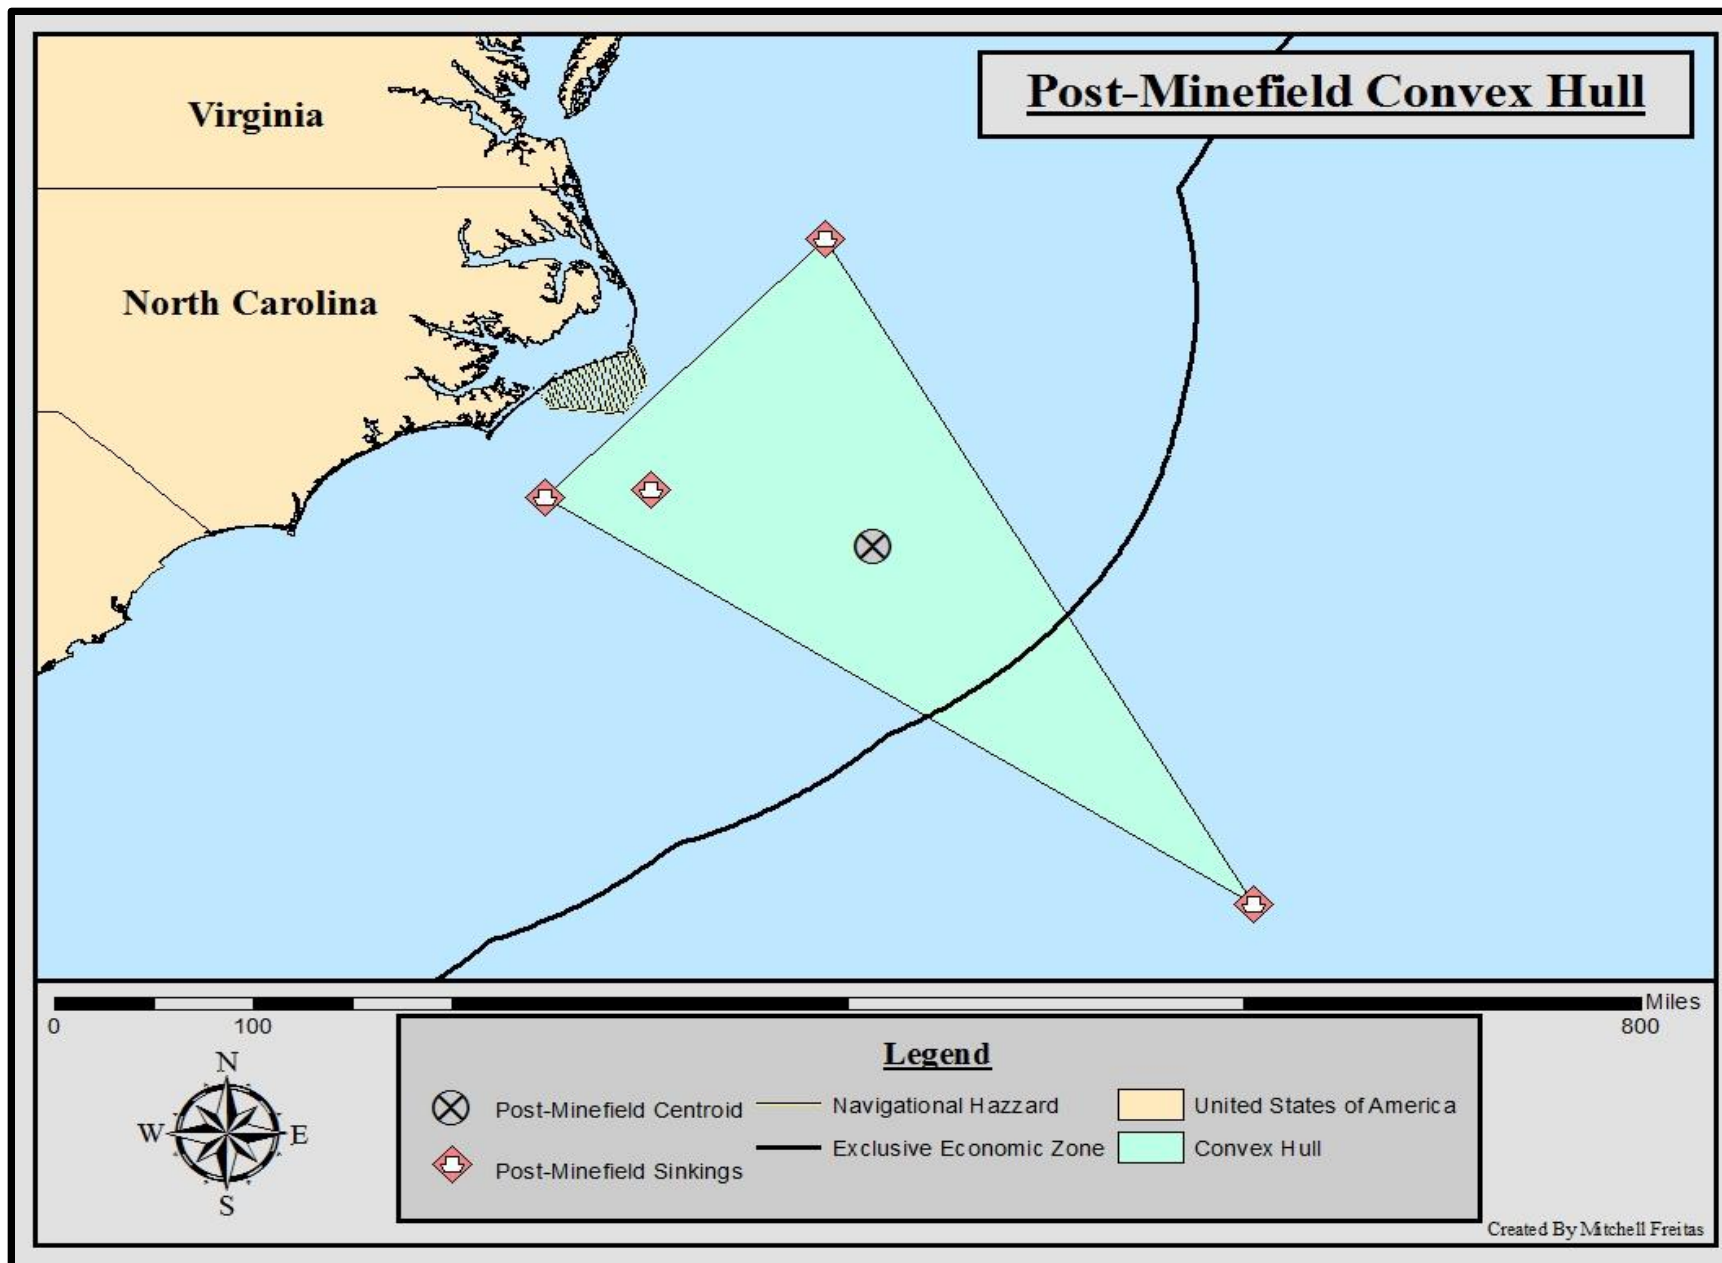 Post-Minefield Convex Hull
Virginia
North Carolina
Miles
0 100 800
Legend
N
W E
S
Post-Minefield Centroid
Post-Minefield Sinkings
Navigational Hazzard
Exclusive Economic Zone
United States of America
Convex Hull
Created By Mitchell Freitas